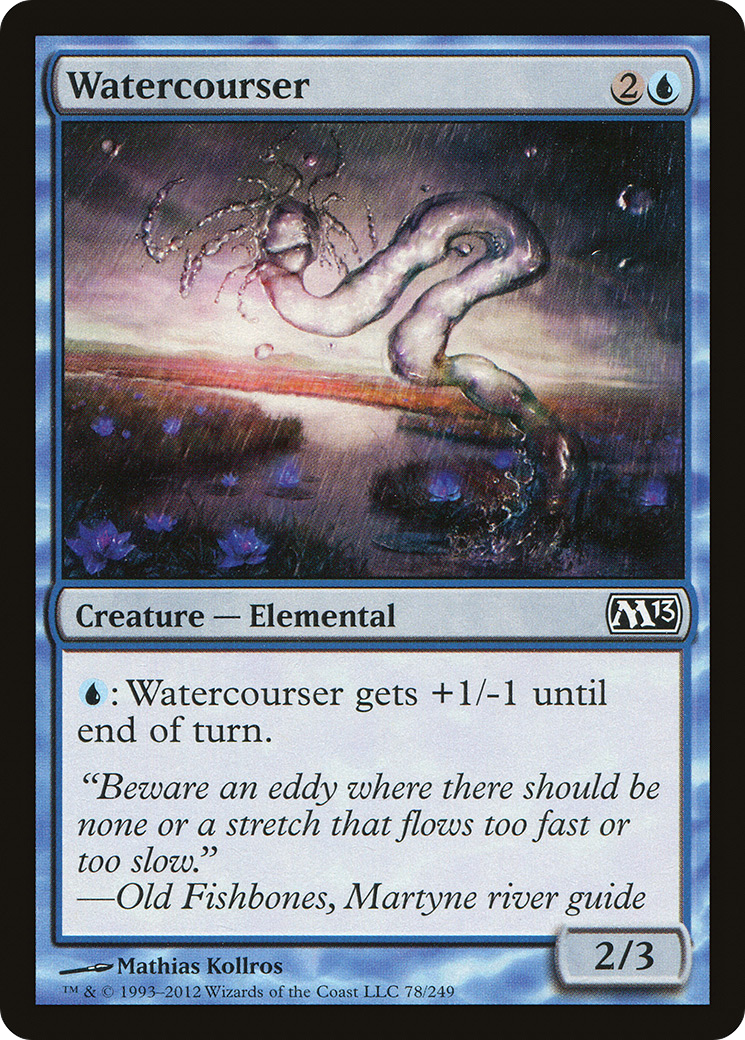 Watercourser 2
Creature — Elemental M13
: Watercourser gets +1/-1 until
end of turn.
“Beware an eddy where there should be
none or a stretch that flows too fast or
too slow.”
—Old Fishbones, Martyne river guide
2/3
Mathias Kollros
™ & © 1993–2012 Wizards of the Coast LLC 78/249